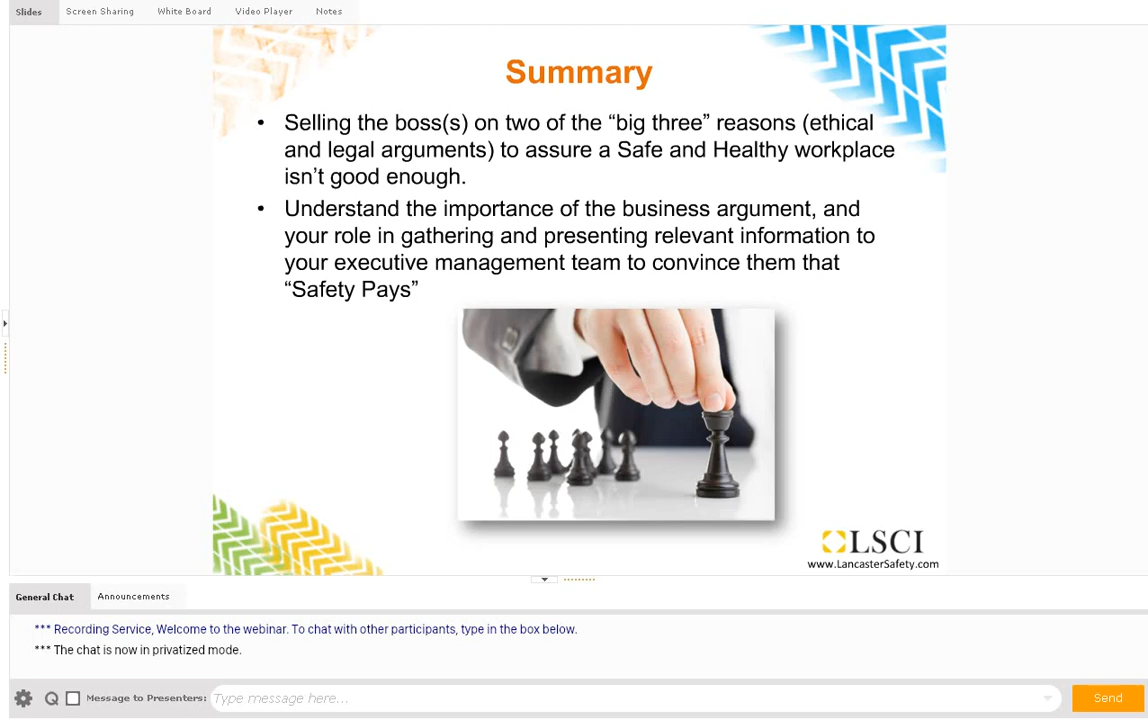 Slides Screen Sharing White Board Video Player Notes
Summary
• Selling the boss(s) on two of the “big three” reasons (ethical
and legal arguments) to assure a Safe and Healthy workplace
isn’t good enough.
• Understand the importance of the business argument, and
your role in gathering and presenting relevant information to
your executive management team to convince them that
“Safety Pays”
LSCI
www.LancasterSafety.com
General Chat Announcements
*** Recording Service, Welcome to the webinar. To chat with other participants, type in the box below.
*** The chat is now in privatized mode.
Q Message to Presenters: Type message here... Send